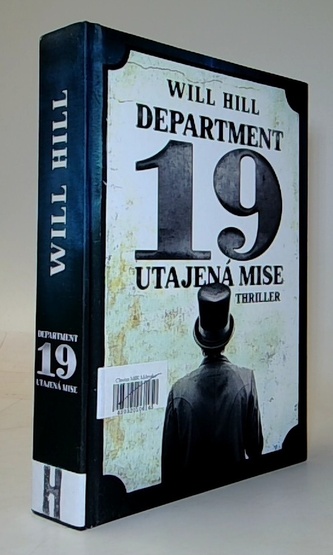 WILL HILL
DEPARTMENT
19
UTAJENÁ MISE
THRILLER
WILL HILL
DEPARTMENT
19
UTAJENÁ MISE
H